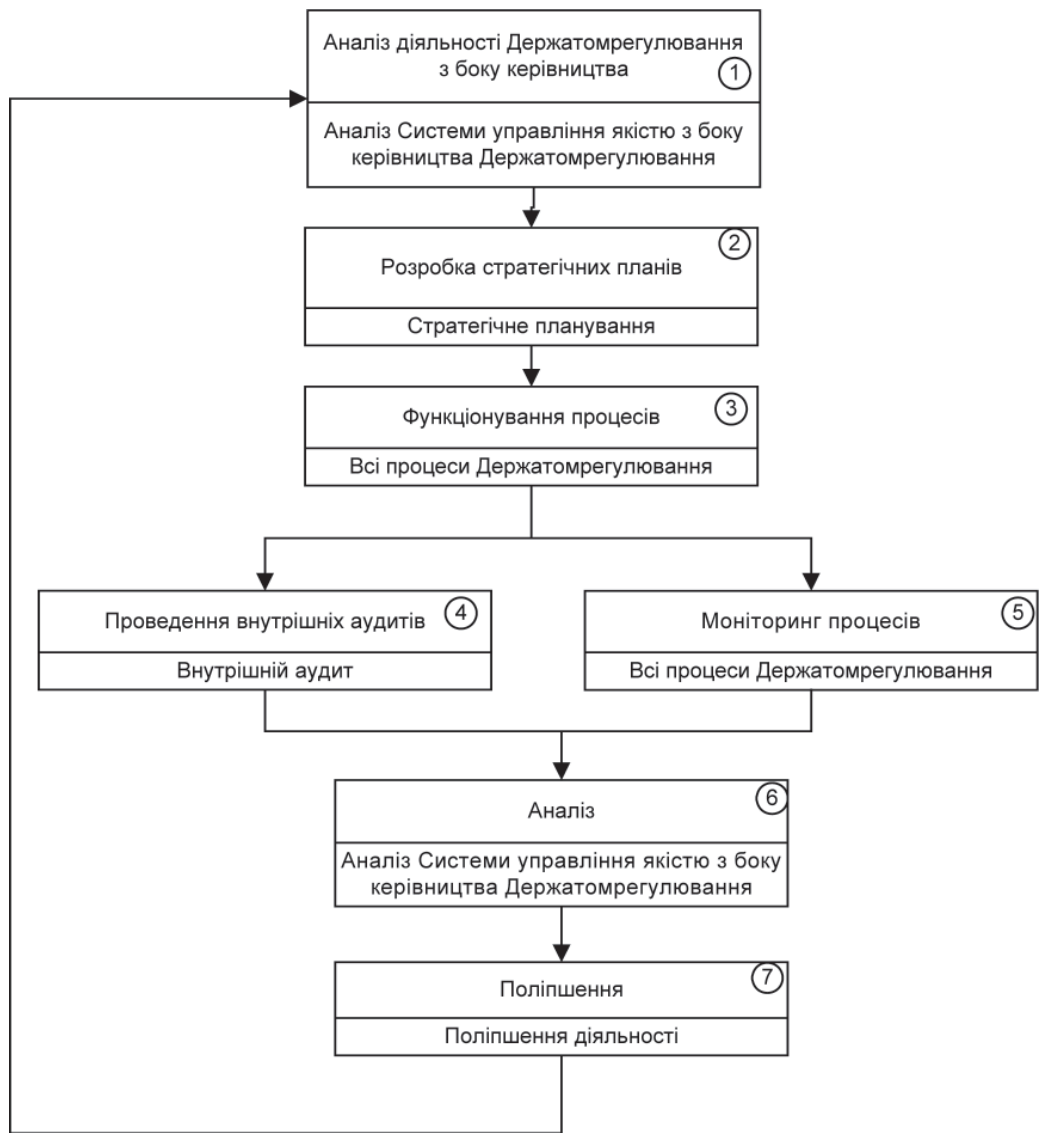 Аналіз діяльності Держатомрегулювання
з боку керівництва
1
Аналіз Системи управління якістю з боку
керівництва Держатомрегулювання
2
Розробка стратегічних планів
Стратегічне планування
Функціонування процесів
3
Всі процеси Держатомрегулювання
Проведення внутрішніх аудитів
4
Внутрішній аудит
Моніторинг процесів
5
Всі процеси Держатомрегулювання
6
Аналіз
Аналіз Системи управління якістю з боку
керівництва Держатомрегулювання
7
Поліпшення
Поліпшення діяльності